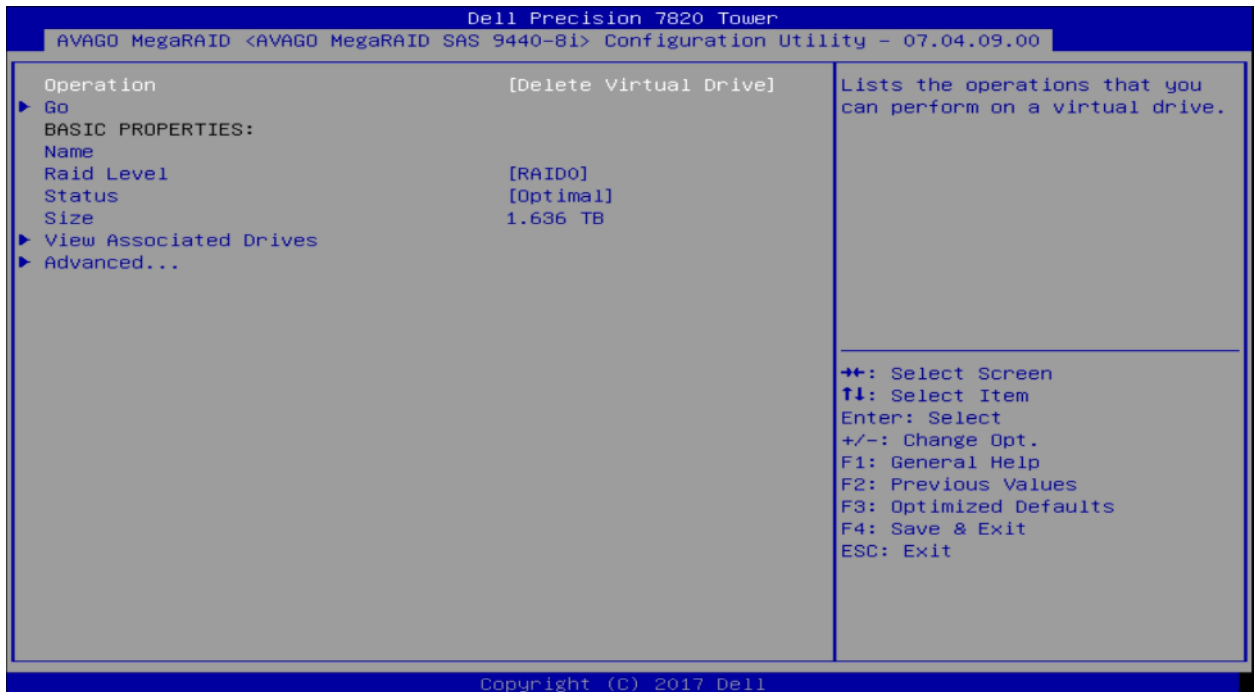 Dell Precision 7820 Tower
AVAGO MegaRAID <AVAGO MegaRAID SAS 9440-8i> Configuration Utility - 07.04.09.00
Operation [Delete Virtual Drive]
▶ Go
BASIC PROPERTIES:
Name
Raid Level [RAID0]
Status [Optimal]
Size 1.636 TB
▶ View Associated Drives
▶ Advanced...
Lists the operations that you
can perform on a virtual drive.
→←: Select Screen
↑↓: Select Item
Enter: Select
+/-: Change Opt.
F1: General Help
F2: Previous Values
F3: Optimized Defaults
F4: Save & Exit
ESC: Exit
Copyright (C) 2017 Dell